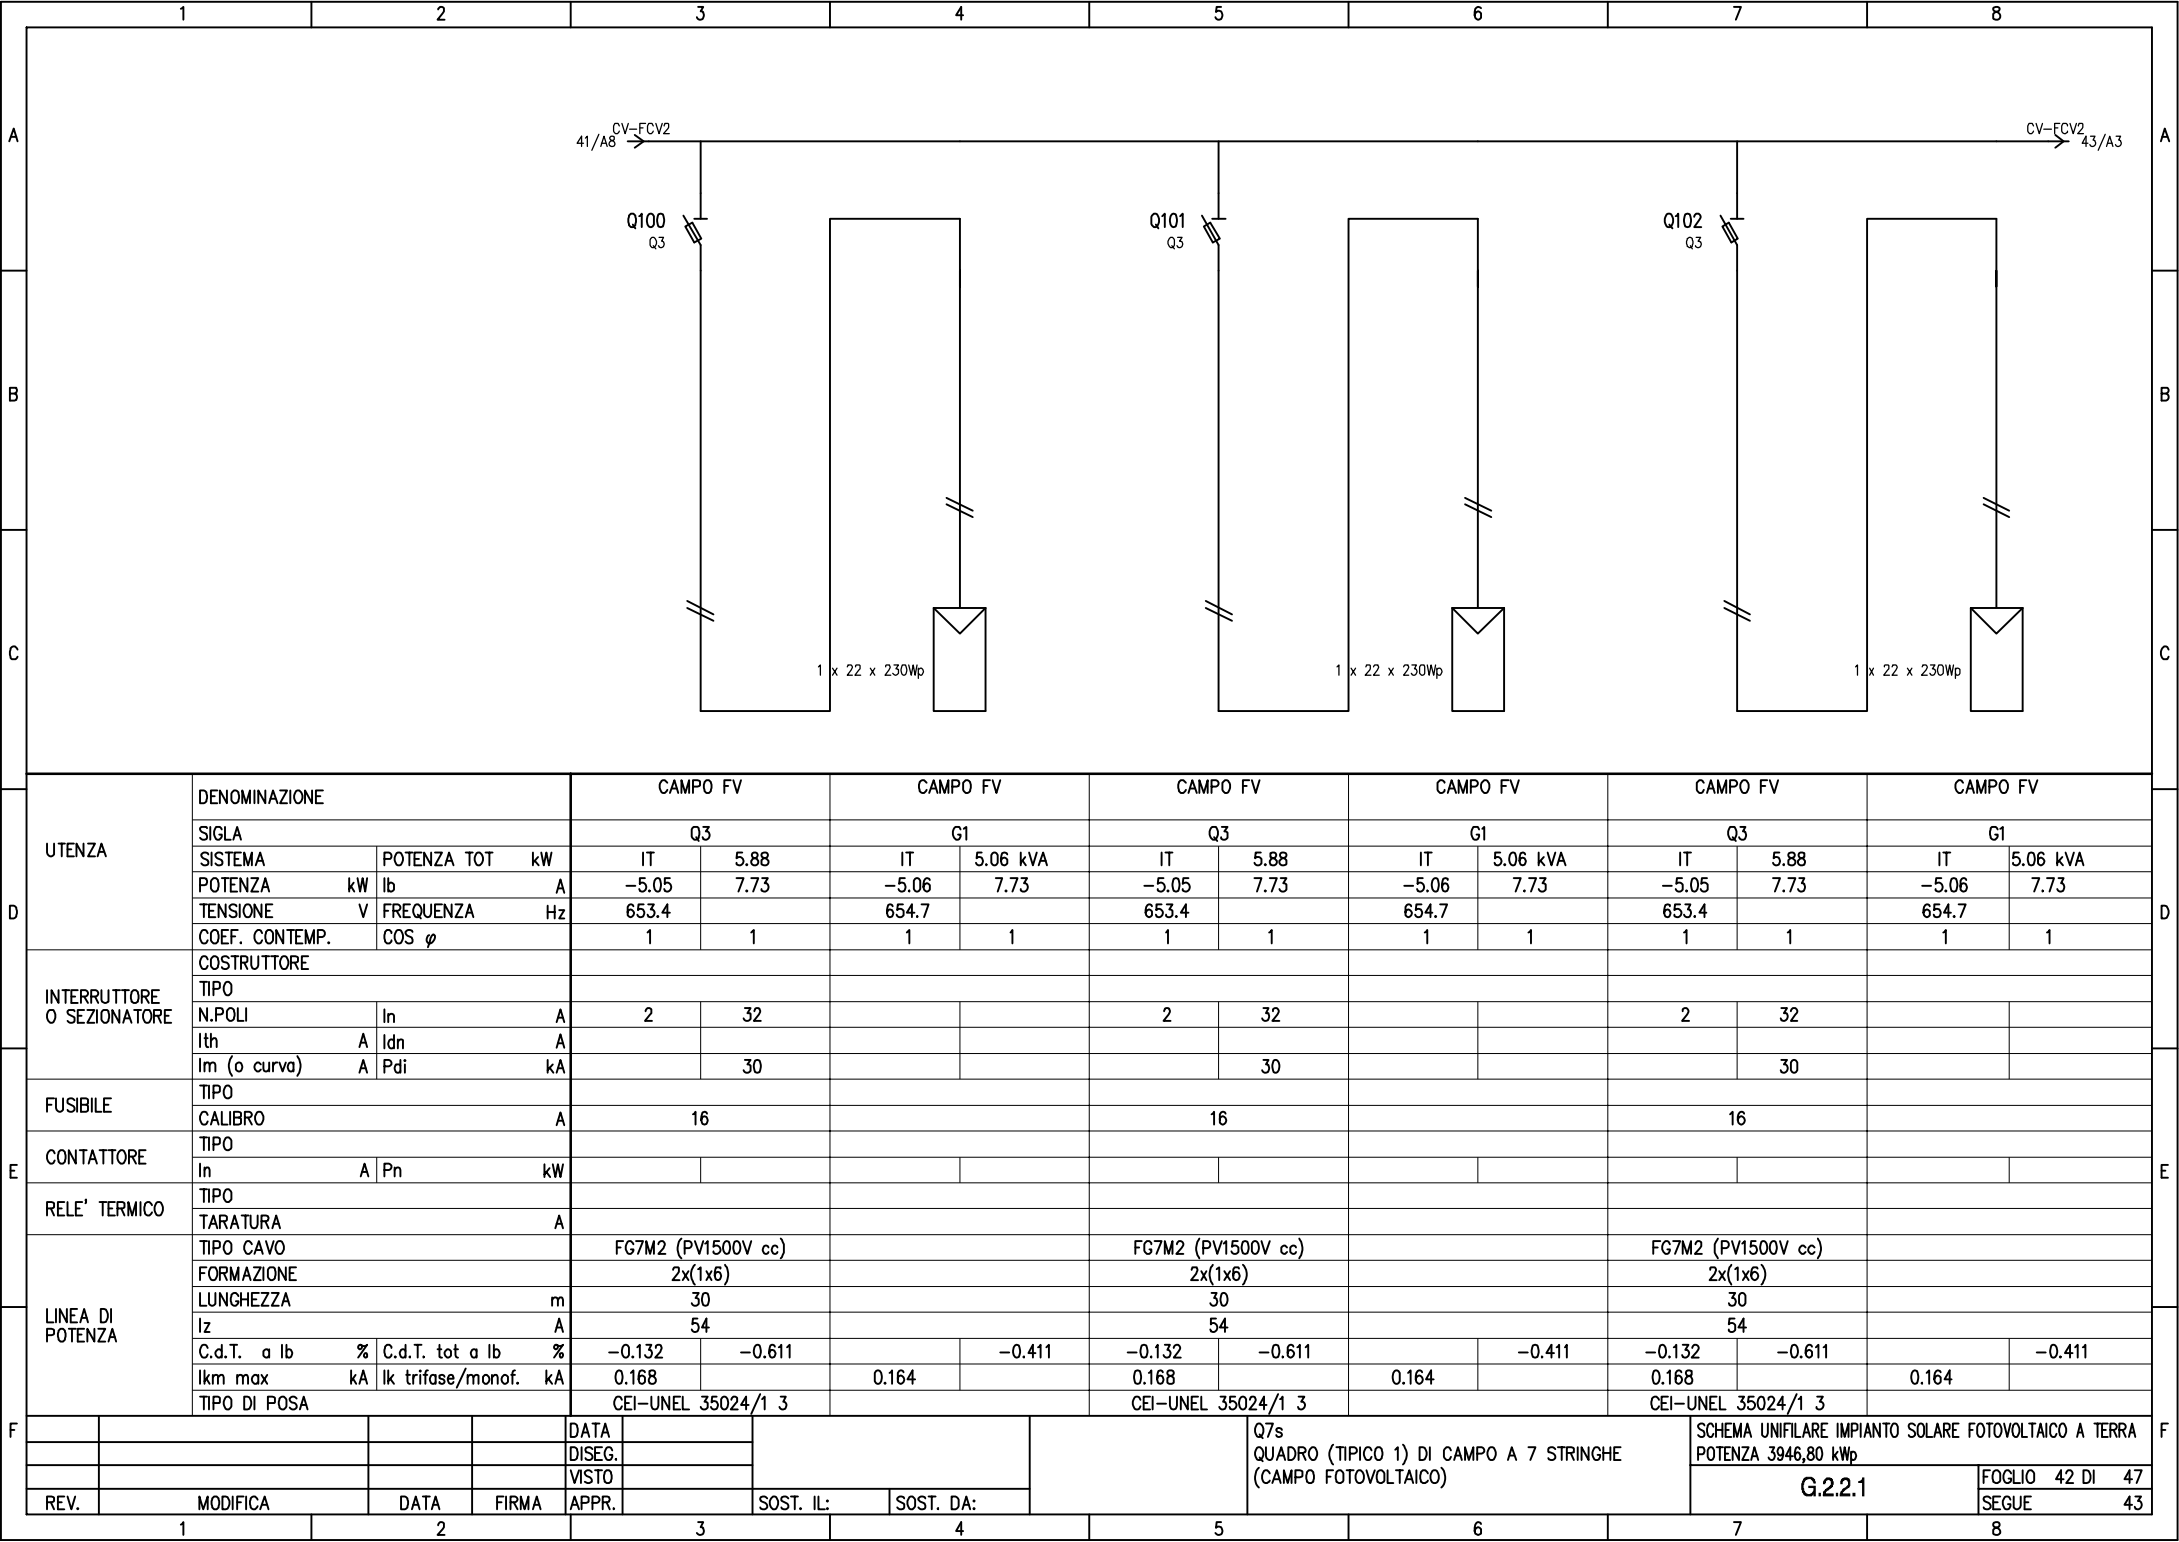 1 2 3 4 5 6 7 8
A A
CV-FCV2 CV-FCV2
41/A8 43/A3
Q100 Q101 Q102
Q3 Q3 Q3
B B
C C
1 x 22 x 230Wp 1 x 22 x 230Wp 1 x 22 x 230Wp
UTENZA
DENOMINAZIONE CAMPO FV CAMPO FV CAMPO FV CAMPO FV CAMPO FV CAMPO FV
SIGLA Q3 G1 Q3 G1 Q3 G1
SISTEMA POTENZA TOT kW IT 5.88 IT 5.06 kVA IT 5.88 IT 5.06 kVA IT 5.88 IT 5.06 kVA
POTENZA kW Ib A -5.05 7.73 -5.06 7.73 -5.05 7.73 -5.06 7.73 -5.05 7.73 -5.06 7.73
D TENSIONE V FREQUENZA Hz 653.4 654.7 653.4 654.7 653.4 654.7 D
COEF. CONTEMP. COS φ 1 1 1 1 1 1 1 1 1 1 1 1
INTERRUTTORE
O SEZIONATORE
COSTRUTTORE
TIPO
N.POLI In A 2 32 2 32 2 32
Ith A Idn A
Im (o curva) A Pdi kA 30 30 30
FUSIBILE
TIPO
CALIBRO A 16 16 16
CONTATTORE
TIPO
E In A Pn kW E
RELE' TERMICO
TIPO
TARATURA A
LINEA DI
POTENZA
TIPO CAVO FG7M2 (PV1500V cc) FG7M2 (PV1500V cc) FG7M2 (PV1500V cc)
FORMAZIONE 2x(1x6) 2x(1x6) 2x(1x6)
LUNGHEZZA m 30 30 30
Iz A 54 54 54
C.d.T. a Ib % C.d.T. tot a Ib % -0.132 -0.611 -0.411 -0.132 -0.611 -0.411 -0.132 -0.611 -0.411
Ikm max kA Ik trifase/monof. kA 0.168 0.164 0.168 0.164 0.168 0.164
TIPO DI POSA CEI-UNEL 35024/1 3 CEI-UNEL 35024/1 3 CEI-UNEL 35024/1 3
F F
DATA
DISEG.
VISTO
REV. MODIFICA DATA FIRMA APPR. SOST. IL: SOST. DA:
Q7s
QUADRO (TIPICO 1) DI CAMPO A 7 STRINGHE
(CAMPO FOTOVOLTAICO)
SCHEMA UNIFILARE IMPIANTO SOLARE FOTOVOLTAICO A TERRA
POTENZA 3946,80 kWp
G.2.2.1
FOGLIO 42 DI 47
SEGUE 43
1 2 3 4 5 6 7 8